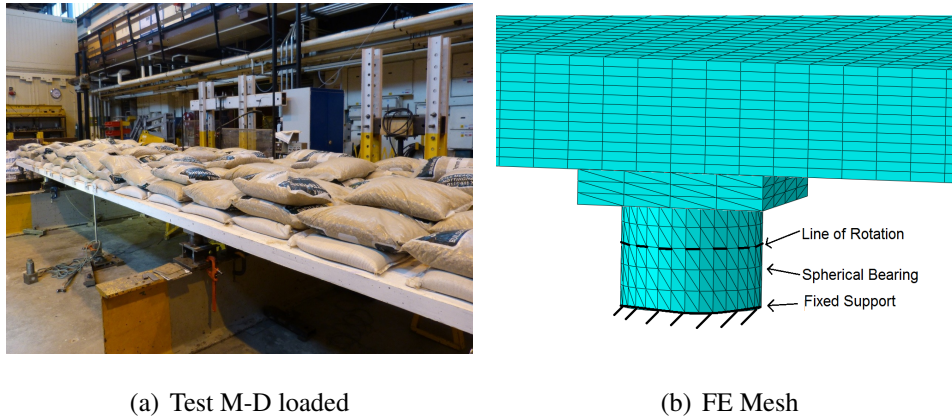 Line of Rotation
Spherical Bearing
Fixed Support
(a) Test M-D loaded
(b) FE Mesh